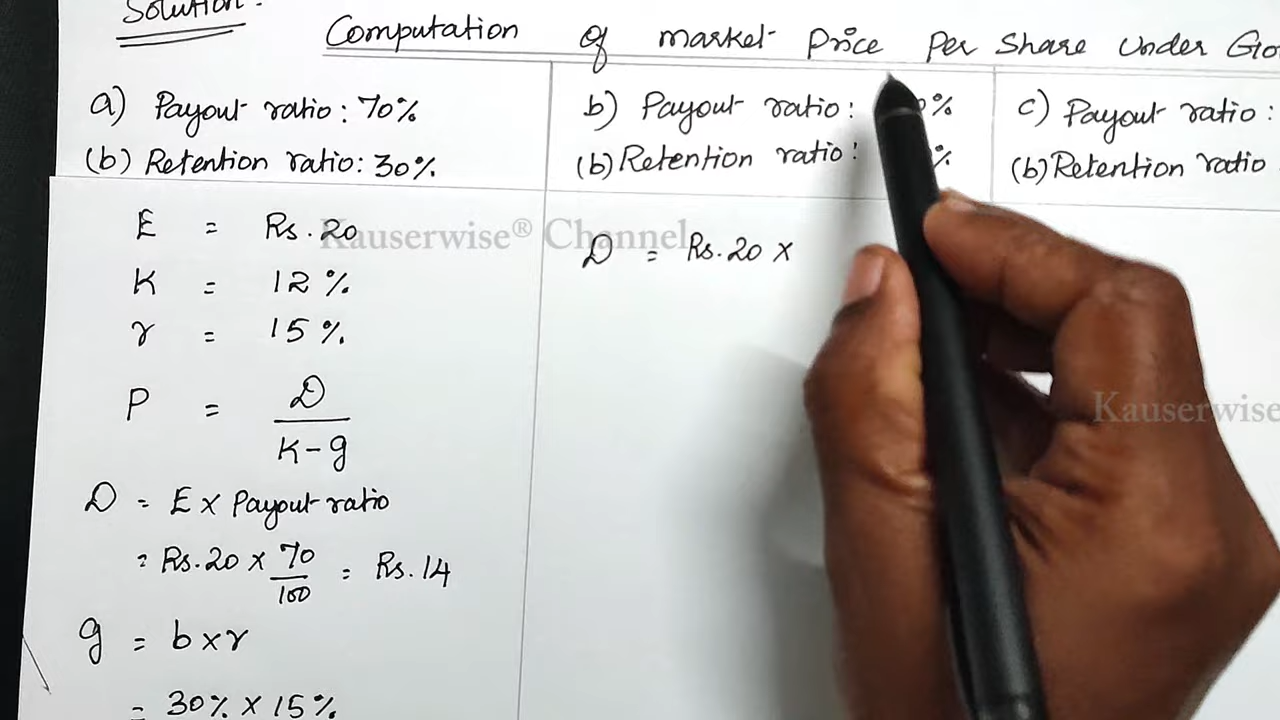 Solution:
Computation of market Price Per Share under
a) Payout ratio: 70%
(b) Retention ratio: 30%
b) Payout ratio: %
(b) Retention ratio: %
c) Payout ratio:
(b) Retention ratio
E = Rs. 20
K = 12%
r = 15%
P = D / K-g
D = E x Payout ratio
= Rs. 20 x 70/100 = Rs. 14
g = b x r
= 30% x 15%
D = Rs. 20 x
Kauserwise® Channel
Kauserwise